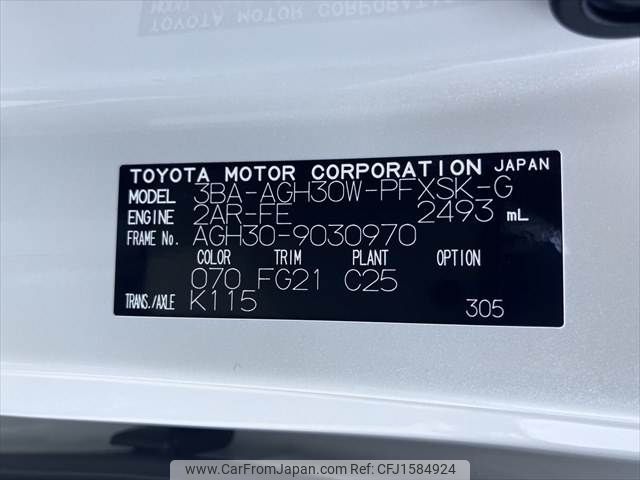 TOYOTA MOTOR CORPORATION JAPAN
MODEL 3BA-AGH30W-PFXSK-G
ENGINE 2AR-FE 2493 mL
FRAME No. AGH30-9030970
COLOR TRIM PLANT OPTION
070 FG21 C25
TRANS./AXLE K115 305
www.CarFromJapan.com - ID: CFJ1584924